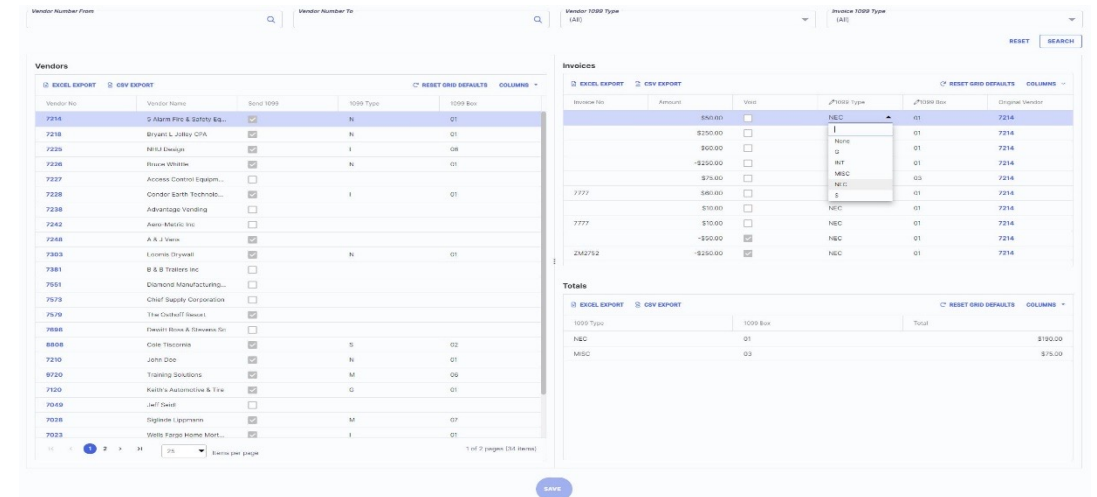 Vendor Number From
Vendor Number To
Vendor 1099 Type
(All)
Invoice 1099 Type
(All)
RESET SEARCH
Vendors
EXCEL EXPORT CSV EXPORT RESET GRID DEFAULTS COLUMNS
Vendor No Vendor Name Send 1099 1099 Type 1099 Box
7214 5 Alarm Fire & Safety Eq... N 01
7218 Bryant L Jolley CPA N 01
7225 NHU Design I 08
7226 Bruce Whittle N 01
7227 Access Control Equipm...
7228 Condor Earth Technolo... I 01
7238 Advantage Vending
7242 Aero-Metric Inc
7248 A & J Vans
7303 Loomis Drywall N 01
7381 B & B Trailers Inc
7551 Diamond Manufacturing...
7573 Chief Supply Corporation
7579 The Osthoff Resort
7698 Dewitt Ross & Stevens Sc
8808 Cole Tiscornia S 02
7210 John Doe N 01
9720 Training Solutions M 06
7120 Keith's Automotive & Tire G 01
7049 Jeff Seidl
7028 Siglinde Lippmann M 07
7023 Wells Fargo Home Mort... I 01
1 2 25 Items per page 1 of 2 pages (34 items)
Invoices
EXCEL EXPORT CSV EXPORT RESET GRID DEFAULTS COLUMNS
Invoice No Amount Void 1099 Type 1099 Box Original Vendor
$50.00 NEC 01 7214
$250.00 01 7214
$60.00 01 7214
-$250.00 01 7214
$75.00 03 7214
7777 $60.00 01 7214
$10.00 NEC 01 7214
7777 $10.00 NEC 01 7214
-$50.00 NEC 01 7214
ZM2752 -$250.00 NEC 01 7214
None
G
INT
MISC
NEC
S
Totals
EXCEL EXPORT CSV EXPORT RESET GRID DEFAULTS COLUMNS
1099 Type 1099 Box Total
NEC 01
MISC 03 $75.00
SAVE